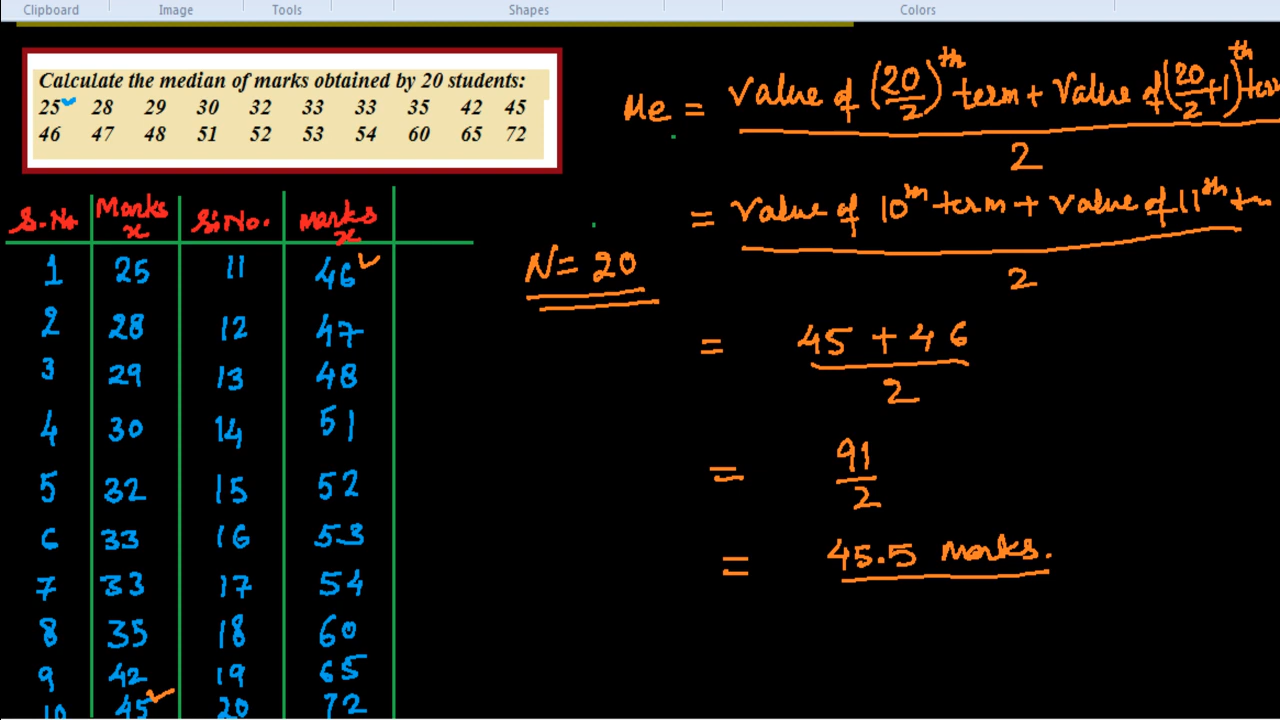 Clipboard Image Tools Shapes Colors
Calculate the median of marks obtained by 20 students:
25 28 29 30 32 33 33 35 42 45
46 47 48 51 52 53 54 60 65 72
S.No Marks x S.No. Marks x
1 25 11 46
2 28 12 47
3 29 13 48
4 30 14 51
5 32 15 52
6 33 16 53
7 33 17 54
8 35 18 60
9 42 19 65
10 45 20 72
N = 20
Me = Value of (20/2)th term + Value of (20/2 + 1)th term
2
= Value of 10th term + Value of 11th
2
= 45 + 46
2
= 91
2
= 45.5 marks.